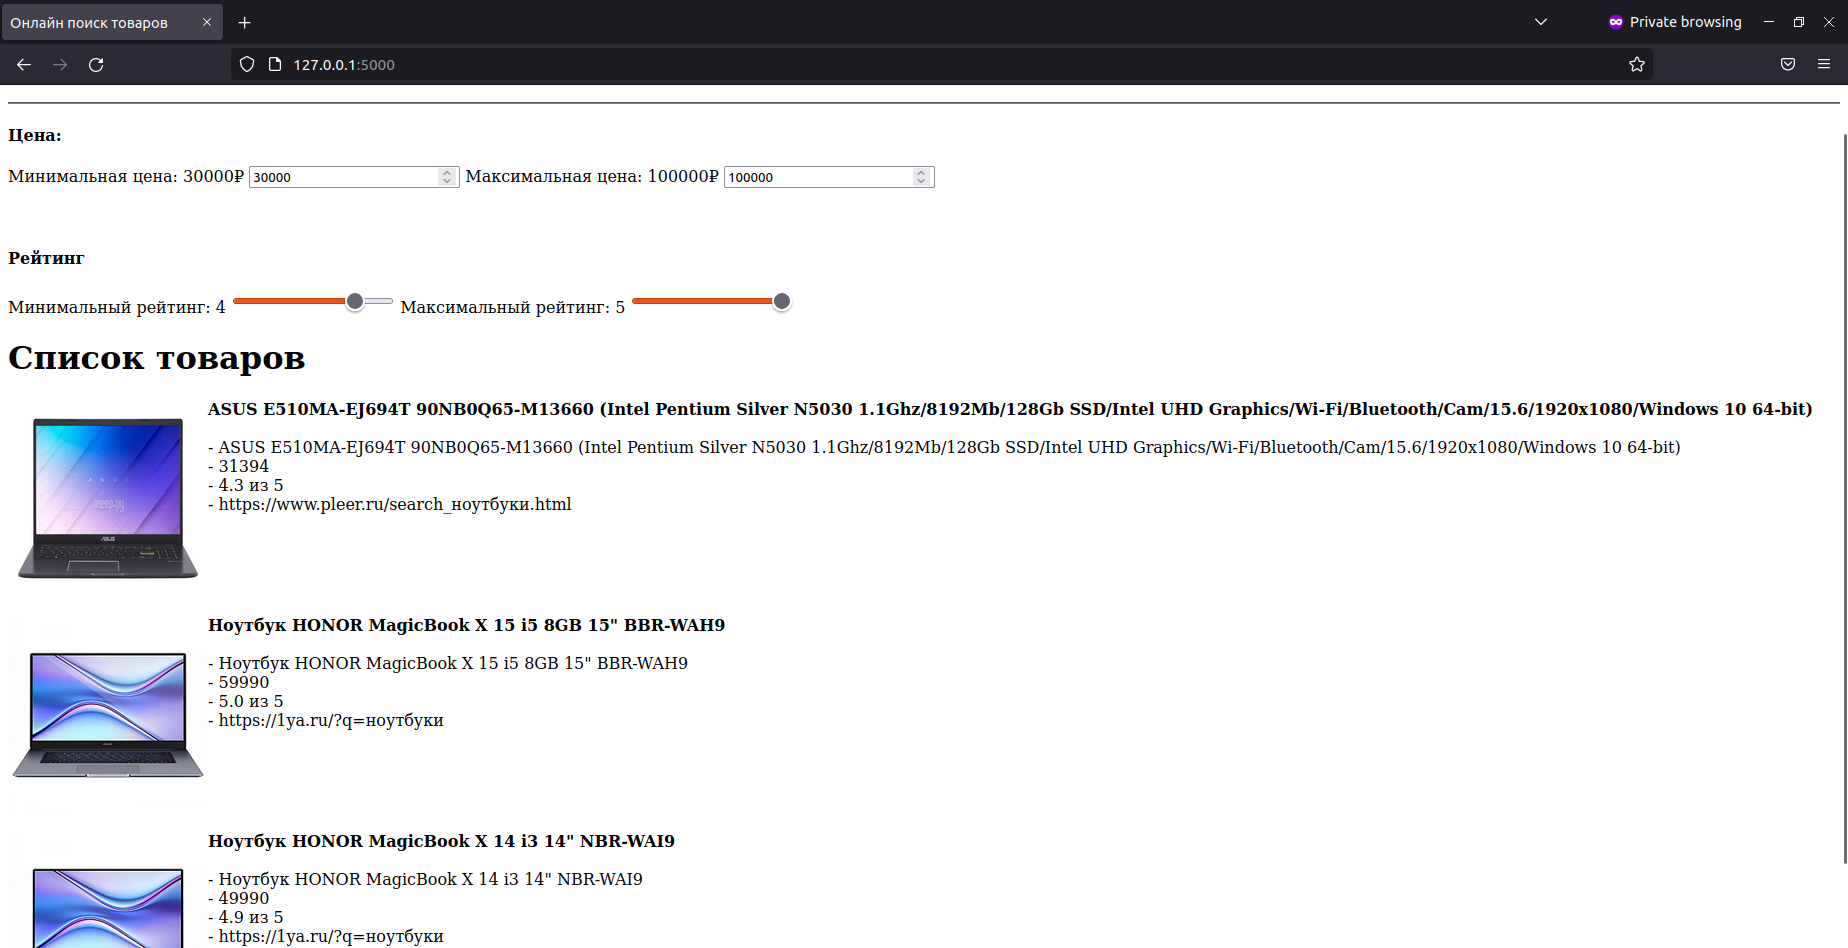 Онлайн поиск товаров
Private browsing
127.0.0.1:5000
Цена:
Минимальная цена: 30000₽ 30000 Максимальная цена: 100000₽ 100000
Рейтинг
Минимальный рейтинг: 4 Максимальный рейтинг: 5
Список товаров
ASUS E510MA-EJ694T 90NB0Q65-M13660 (Intel Pentium Silver N5030 1.1Ghz/8192Mb/128Gb SSD/Intel UHD Graphics/Wi-Fi/Bluetooth/Cam/15.6/1920x1080/Windows 10 64-bit)
- ASUS E510MA-EJ694T 90NB0Q65-M13660 (Intel Pentium Silver N5030 1.1Ghz/8192Mb/128Gb SSD/Intel UHD Graphics/Wi-Fi/Bluetooth/Cam/15.6/1920x1080/Windows 10 64-bit)
- 31394
- 4.3 из 5
- https://www.pleer.ru/search_ноутбуки.html
Ноутбук HONOR MagicBook X 15 i5 8GB 15" BBR-WAH9
- Ноутбук HONOR MagicBook X 15 i5 8GB 15" BBR-WAH9
- 59990
- 5.0 из 5
- https://1ya.ru/?q=ноутбуки
Ноутбук HONOR MagicBook X 14 i3 14" NBR-WAI9
- Ноутбук HONOR MagicBook X 14 i3 14" NBR-WAI9
- 49990
- 4.9 из 5
- https://1ya.ru/?q=ноутбуки